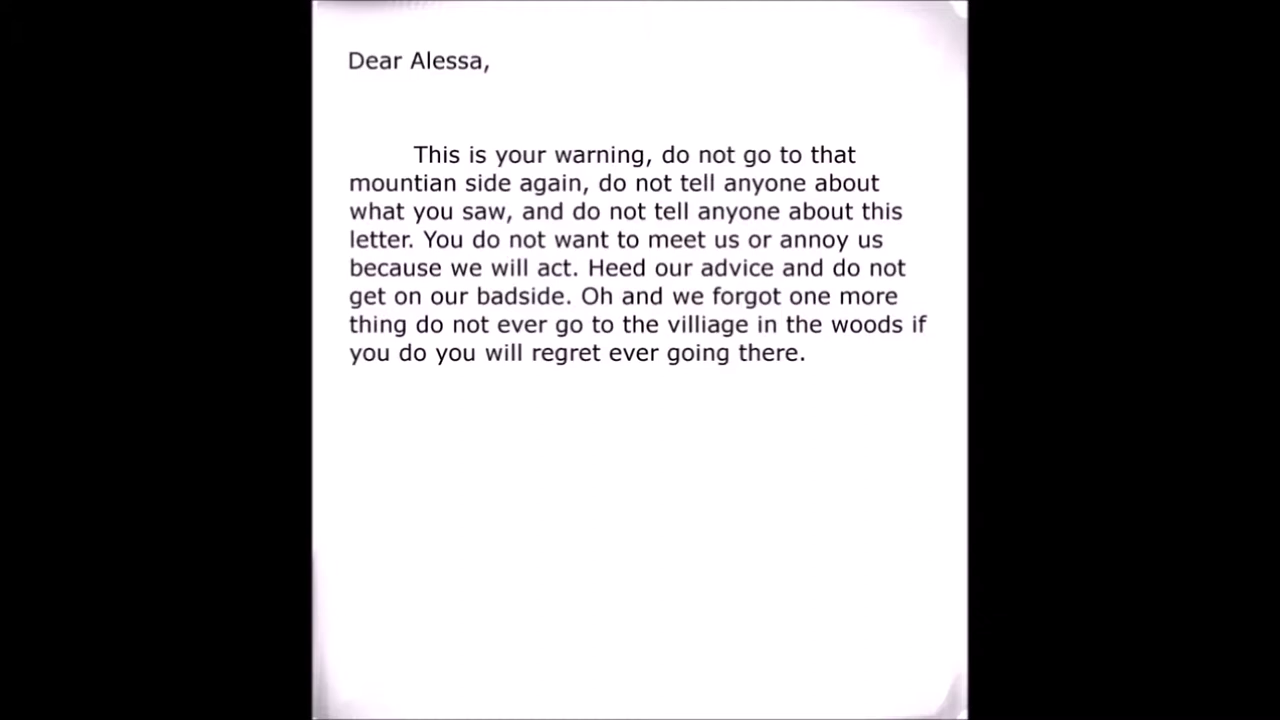 Dear Alessa,
This is your warning, do not go to that
mountian side again, do not tell anyone about
what you saw, and do not tell anyone about this
letter. You do not want to meet us or annoy us
because we will act. Heed our advice and do not
get on our badside. Oh and we forgot one more
thing do not ever go to the villiage in the woods if
you do you will regret ever going there.